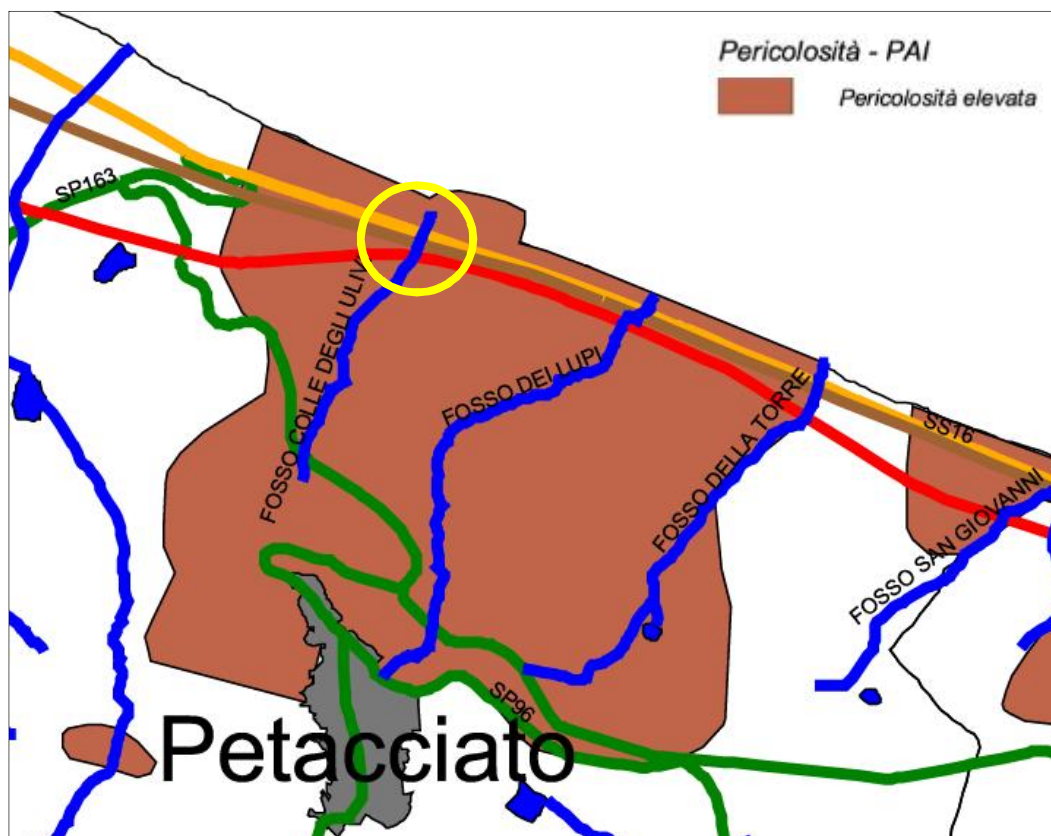 Pericolosità - PAI
Pericolosità elevata
SP163
FOSSO COLLE DEGLI ULIVI
FOSSO DEI LUPI
FOSSO DELLA TORRE
SS16
FOSSO SAN GIOVANNI
SP96
Petacciato